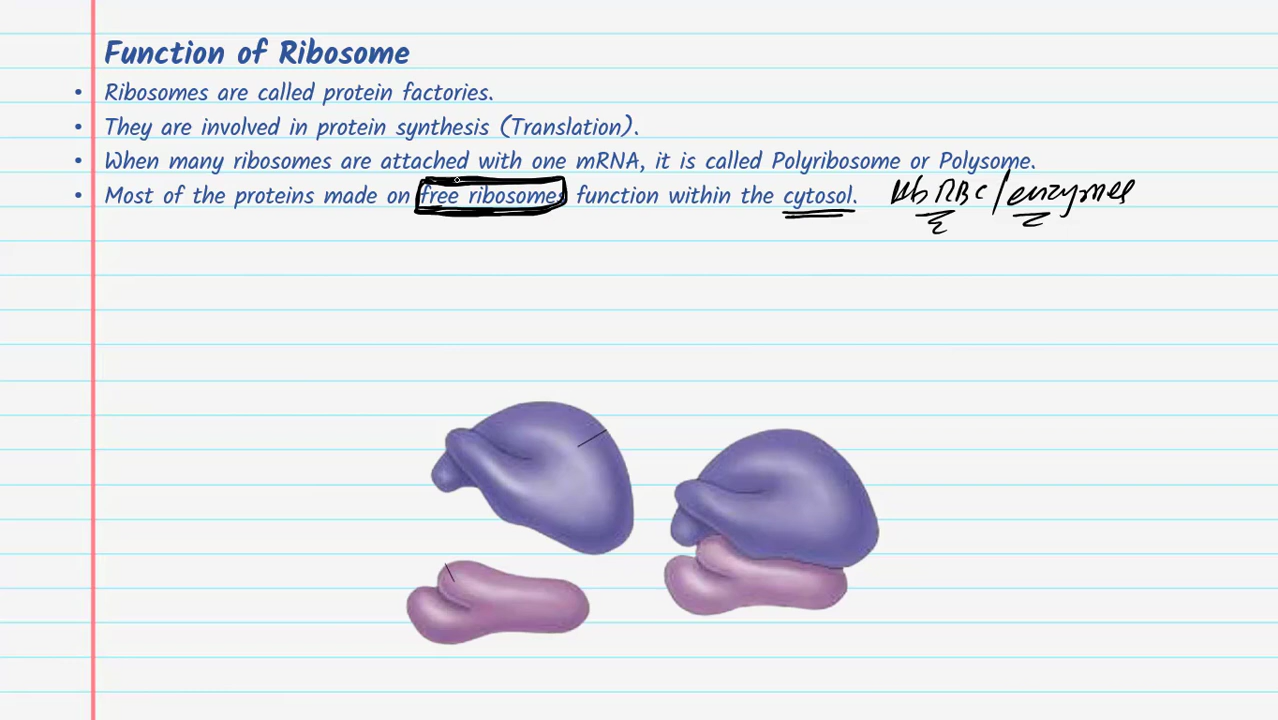 Function of Ribosome
• Ribosomes are called protein factories.
• They are involved in protein synthesis (Translation).
• When many ribosomes are attached with one mRNA, it is called Polyribosome or Polysome.
• Most of the proteins made on free ribosomes function within the cytosol. Hb RBC/enzymes